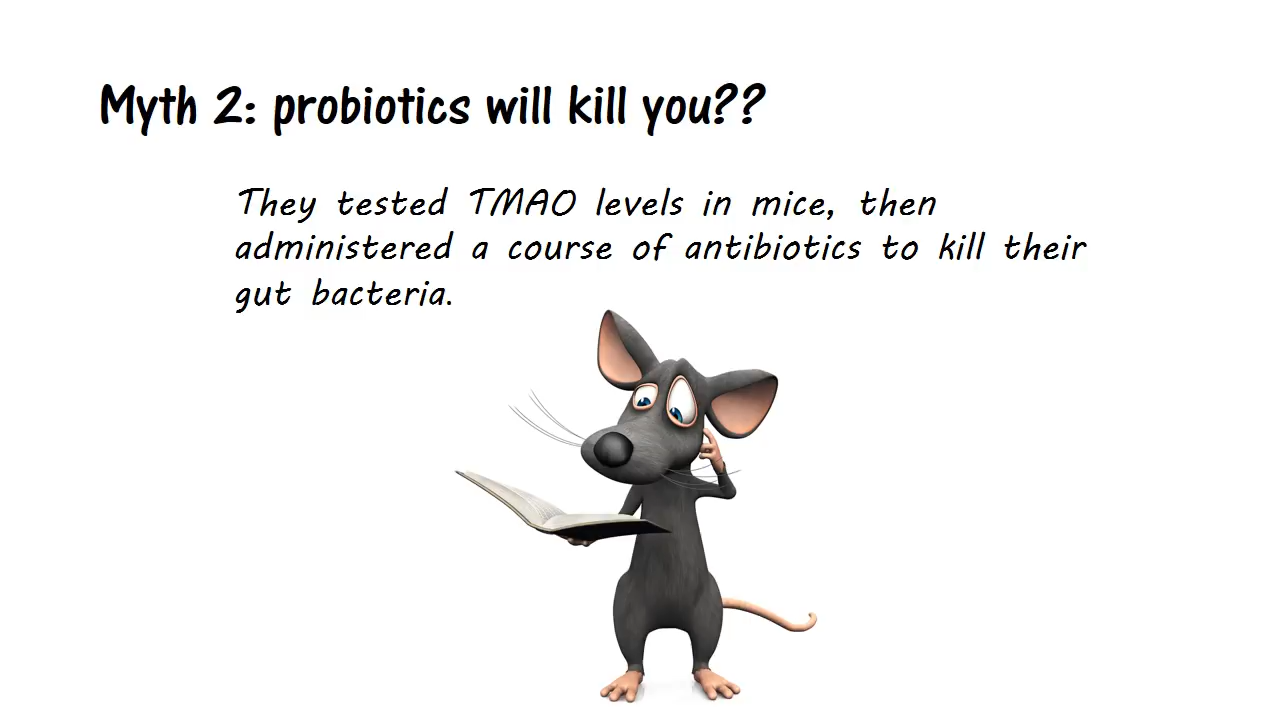 Myth 2: probiotics will kill you??
They tested TMAO levels in mice, then
administered a course of antibiotics to kill their
gut bacteria.